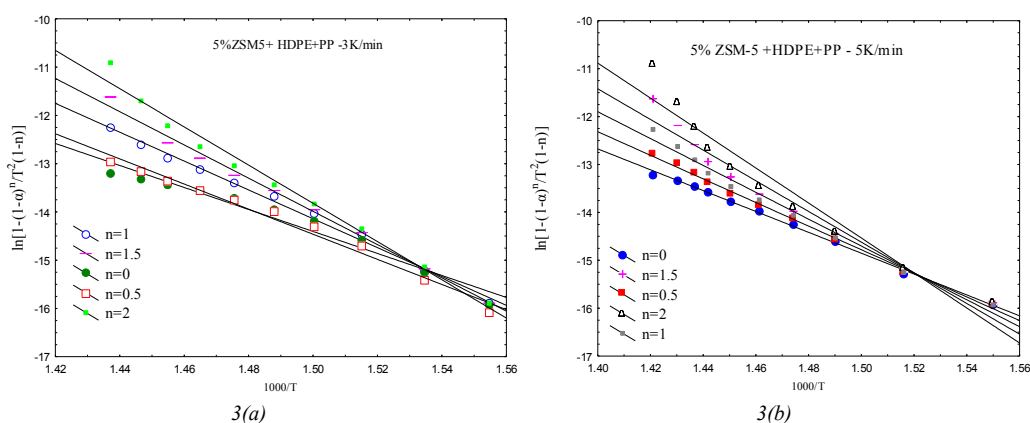 5%ZSM5+ HDPE+PP -3K/min
ln[1-(1-α)ⁿ/T²(1-n)]
-10
-11
-12
-13
-14
-15
-16
-17
n=1
n=1.5
n=0
n=0.5
n=2
1.42 1.44 1.46 1.48 1.50 1.52 1.54 1.56
1000/T
3(a)
5% ZSM-5 +HDPE+PP - 5K/min
ln[1-(1-α)ⁿ/T²(1-n)]
-10
-11
-12
-13
-14
-15
-16
-17
n=0
n=1.5
n=0.5
n=2
n=1
1.40 1.42 1.44 1.46 1.48 1.50 1.52 1.54 1.56
1000/T
3(b)